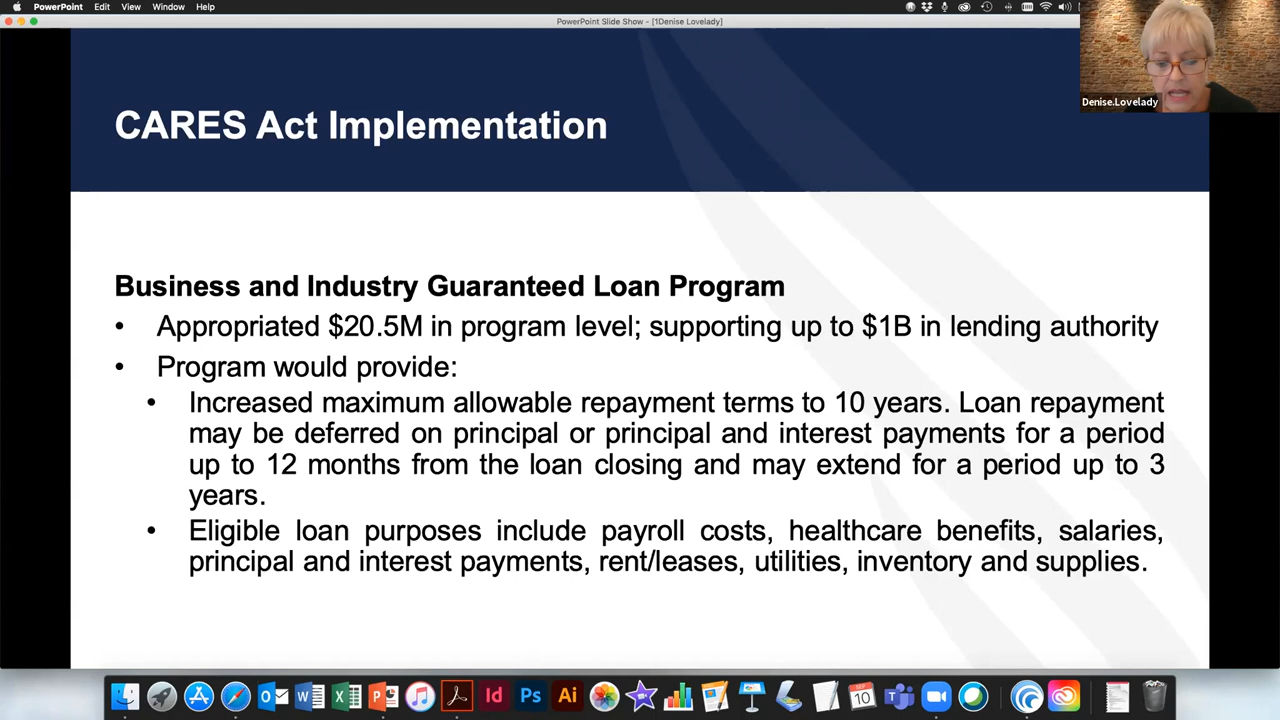 PowerPoint Edit View Window Help
PowerPoint Slide Show - [1Denise Lovelady]
Denise.Lovelady
CARES Act Implementation
Business and Industry Guaranteed Loan Program
• Appropriated $20.5M in program level; supporting up to $1B in lending authority
• Program would provide:
• Increased maximum allowable repayment terms to 10 years. Loan repayment
may be deferred on principal or principal and interest payments for a period
up to 12 months from the loan closing and may extend for a period up to 3
years.
• Eligible loan purposes include payroll costs, healthcare benefits, salaries,
principal and interest payments, rent/leases, utilities, inventory and supplies.
Id Ps Ai
SEP
10